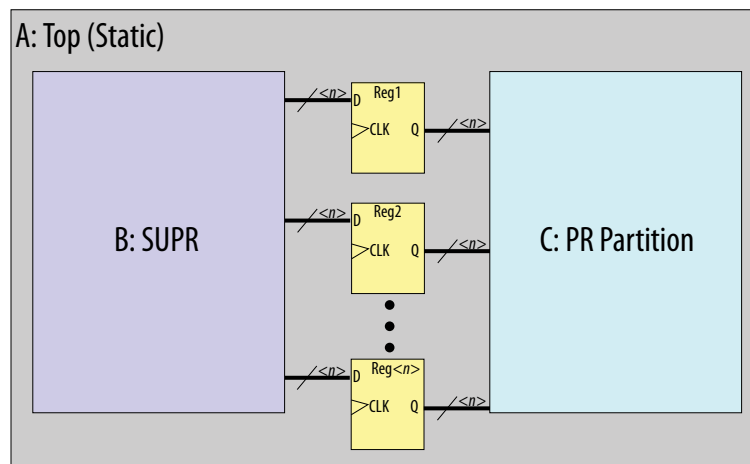 A: Top (Static)
B: SUPR
<n>
D
Reg1
CLK
Q
<n>
<n>
D
Reg2
CLK
Q
<n>
<n>
D
Reg<n>
CLK
Q
<n>
C: PR Partition